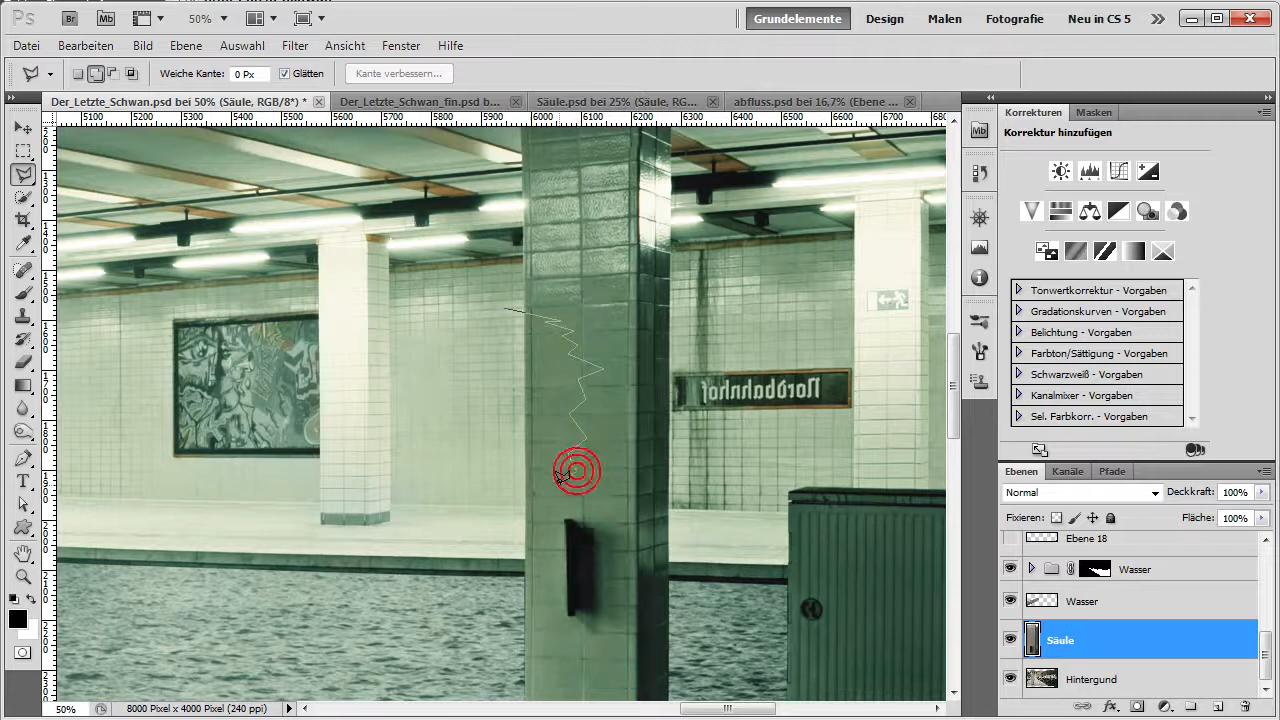 Ps Br Mb 50% Grundelemente Design Malen Fotografie Neu in CS 5
Datei Bearbeiten Bild Ebene Auswahl Filter Ansicht Fenster Hilfe
Weiche Kante: 0 Px Glätten Kante verbessern...
Der_Letzte_Schwan.psd bei 50% (Säule, RGB/8*) * Der_Letzte_Schwan_fin.psd b... Säule.psd bei 25% (Säule, RG... abfluss.psd bei 16,7% (Ebene ...
5100 5200 5300 5400 5500 5600 5700 5800 5900 6000 6100 6200 6300 6400 6500 6600 6700 680
Mb
Korrekturen Masken
Korrektur hinzufügen
Tonwertkorrektur - Vorgaben
Gradationskurven - Vorgaben
Belichtung - Vorgaben
Farbton/Sättigung - Vorgaben
Schwarzweiß - Vorgaben
Kanalmixer - Vorgaben
Sel. Farbkorr. - Vorgaben
Nordbahnhof
Ebenen Kanäle Pfade
Normal Deckkraft: 100%
Fixieren: Fläche: 100%
Ebene 18
Wasser
Wasser
Säule
Hintergund
50% 8000 Pixel x 4000 Pixel (240 ppi)